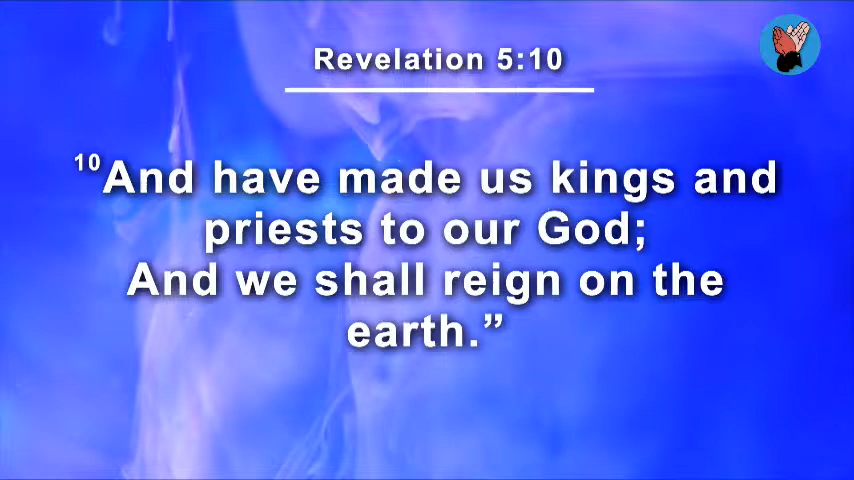 Revelation 5:10
10And have made us kings and
priests to our God;
And we shall reign on the
earth.”